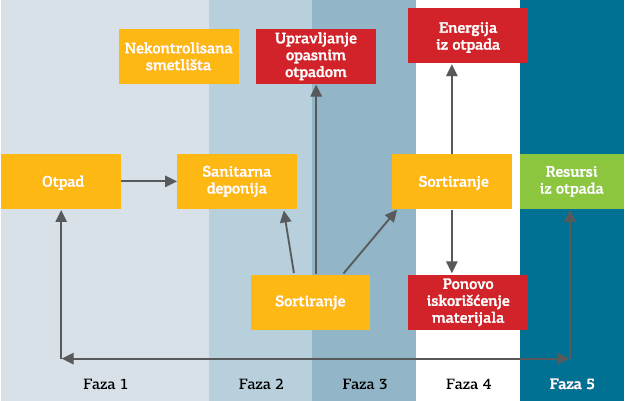 Nekontrolisana
smetlišta
Upravljanje
opasnim
otpadom
Energija
iz otpada
Otpad
Sanitarna
deponija
Sortiranje
Resursi
iz otpada
Sortiranje
Ponovo
iskorišćenje
materijala
Faza 1
Faza 2
Faza 3
Faza 4
Faza 5